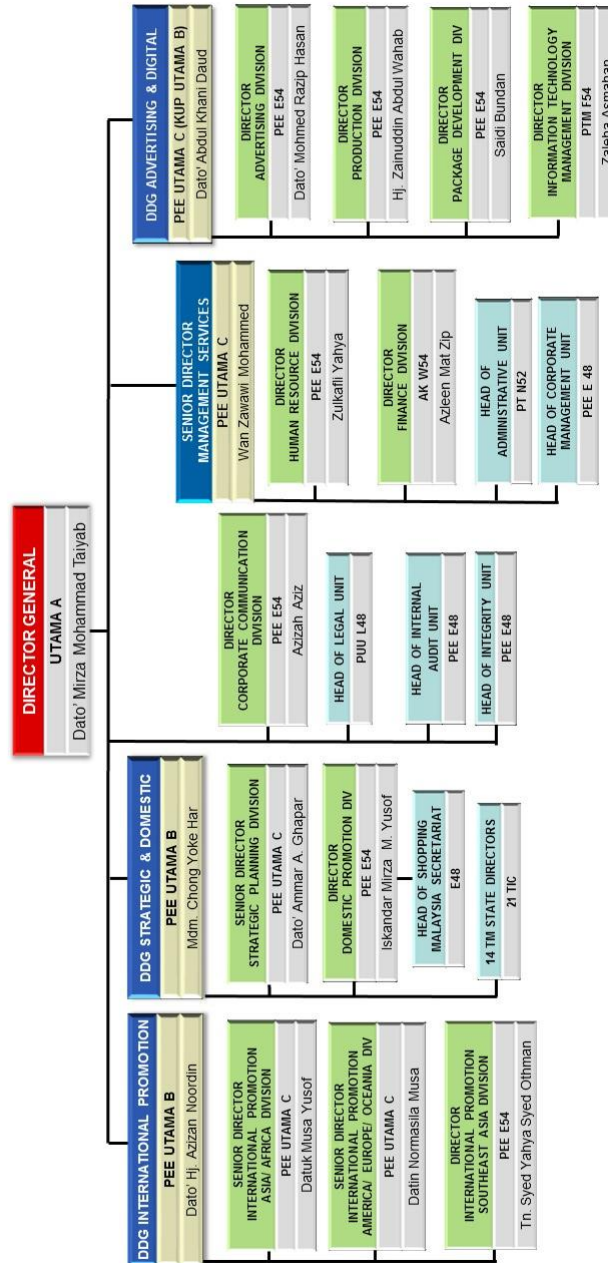 DIRECTOR GENERAL
UTAMA A
Dato' Mirza Mohammad Taiyab
DDG INTERNATIONAL PROMOTION
PEE UTAMA B
Dato' Hj. Azizan Noordin
SENIOR DIRECTOR
INTERNATIONAL PROMOTION
ASIA/ AFRICA DIVISION
PEE UTAMA C
Datuk Musa Yusof
SENIOR DIRECTOR
INTERNATIONAL PROMOTION
AMERICA/ EUROPE/ OCEANIA DIV
PEE UTAMA C
Datin Normasila Musa
DIRECTOR
INTERNATIONAL PROMOTION
SOUTHEAST ASIA DIVISION
PEE E54
Tn. Syed Yahya Syed Othman
DDG STRATEGIC & DOMESTIC
PEE UTAMA B
Mdm. Chong Yoke Har
SENIOR DIRECTOR
STRATEGIC PLANNING DIVISION
PEE UTAMA C
Dato' Ammar A. Ghapar
DIRECTOR
DOMESTIC PROMOTION DIV
PEE E54
Iskandar Mirza M. Yusof
HEAD OF SHOPPING
MALAYSIA SECRETARIAT
E48
14 TM STATE DIRECTORS
21 TIC
DIRECTOR
CORPORATE COMMUNICATION
DIVISION
PEE E54
Azizah Aziz
HEAD OF LEGAL UNIT
PUU L48
HEAD OF INTERNAL
AUDIT UNIT
PEE E48
HEAD OF INTEGRITY UNIT
PEE E48
SENIOR DIRECTOR
MANAGEMENT SERVICES
PEE UTAMA C
Wan Zawawi Mohammed
DIRECTOR
HUMAN RESOURCE DIVISION
PEE E54
Zulkafli Yahya
DIRECTOR
FINANCE DIVISION
AK W54
Azleen Mat Zip
HEAD OF
ADMINISTRATIVE UNIT
PT N52
HEAD OF CORPORATE
MANAGEMENT UNIT
PEE E 48
DDG ADVERTISING & DIGITAL
PEE UTAMA C (KUP UTAMA B)
Dato' Abdul Khani Daud
DIRECTOR
ADVERTISING DIVISION
PEE E54
Dato' Mohmed Razip Hasan
DIRECTOR
PRODUCTION DIVISION
PEE E54
Hj. Zainuddin Abdul Wahab
DIRECTOR
PACKAGE DEVELOPMENT DIV
PEE E54
Saidi Bundan
DIRECTOR
INFORMATION TECHNOLOGY
MANAGEMENT DIVISION
PTM F54
Zaleha Asmahan